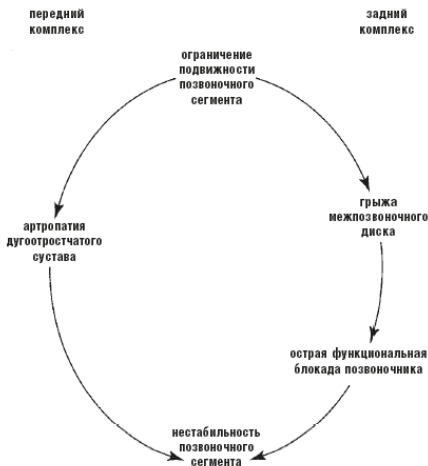 передний
комплекс
задний
комплекс
ограничение
подвижности
позвоночного
сегмента
артропатия
дугоотростчатого
сустава
грыжа
межпозвоночного
диска
острая функциональная
блокада позвоночника
нестабильность
позвоночного
сегмента